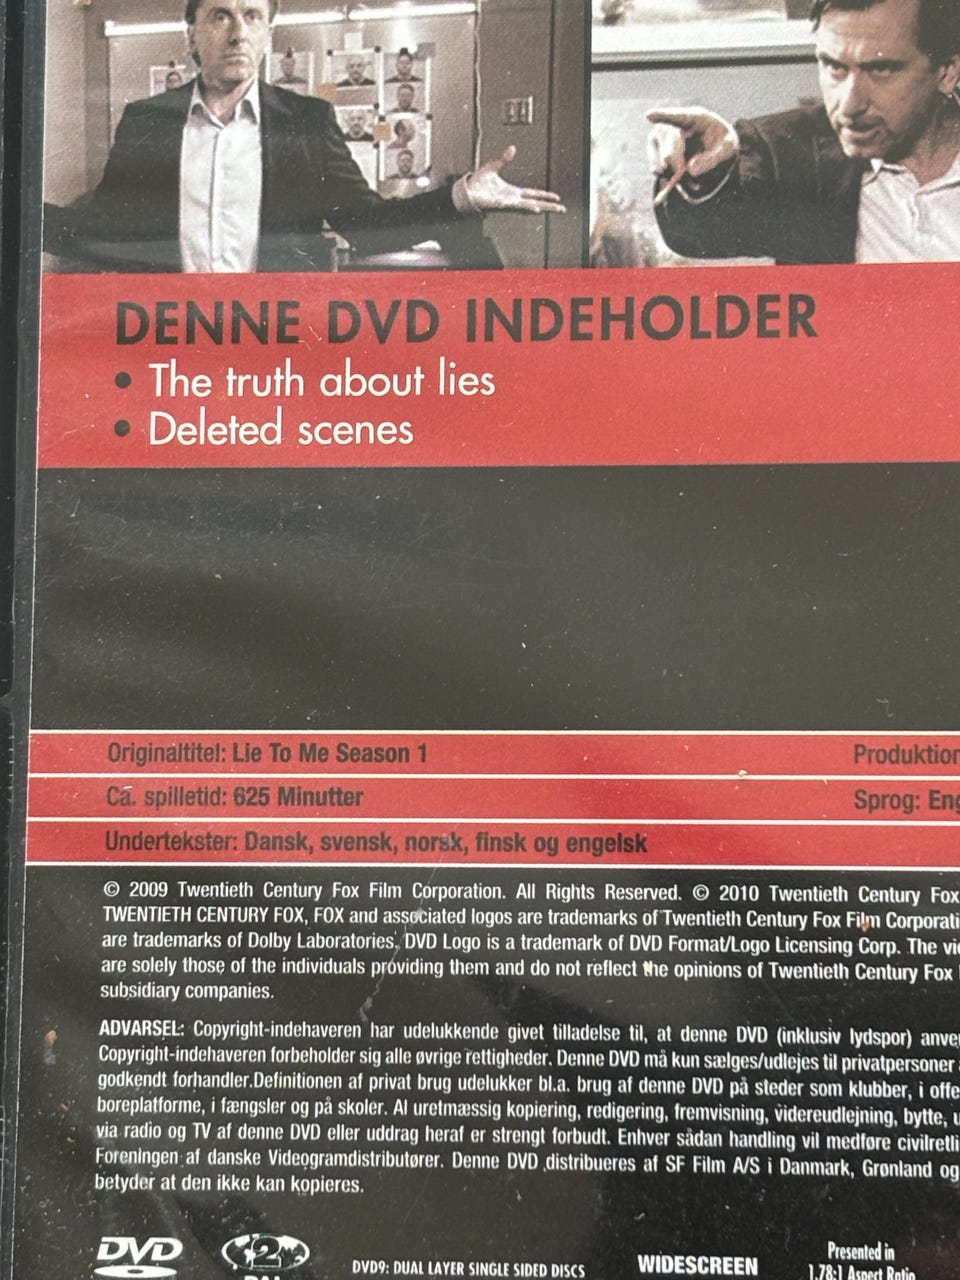 DENNE DVD INDEHOLDER
• The truth about lies
• Deleted scenes
Originaltitel: Lie To Me Season 1 Produktion
Ca. spilletid: 625 Minutter Sprog: Eng
Undertekster: Dansk, svensk, norsk, finsk og engelsk
© 2009 Twentieth Century Fox Film Corporation. All Rights Reserved. © 2010 Twentieth Century Fox
TWENTIETH CENTURY FOX, FOX and associated logos are trademarks of Twentieth Century Fox Film Corporati
are trademarks of Dolby Laboratories. DVD Logo is a trademark of DVD Format/Logo Licensing Corp. The vie
are solely those of the individuals providing them and do not reflect the opinions of Twentieth Century Fox
subsidiary companies.
ADVARSEL: Copyright-indehaveren har udelukkende givet tilladelse til, at denne DVD (inklusiv lydspor) anve
Copyright-indehaveren forbeholder sig alle øvrige rettigheder. Denne DVD må kun sælges/udlejes til privatpersoner
godkendt forhandler.Definitionen af privat brug udelukker bl.a. brug af denne DVD på steder som klubber, i offe
boreplatforme, i fængsler og på skoler. Al uretmæssig kopiering, redigering, fremvisning, videreudlejning, bytte, u
via radio og TV af denne DVD eller uddrag heraf er strengt forbudt. Enhver sådan handling vil medføre civilretli
Foreningen af danske Videogramdistributører. Denne DVD distribueres af SF Film A/S i Danmark, Grønland og
betyder at den ikke kan kopieres.
DVD 2 DVD9: DUAL LAYER SINGLE SIDED DISCS WIDESCREEN Presented in
PAL 1.78:1 Aspect Ratio